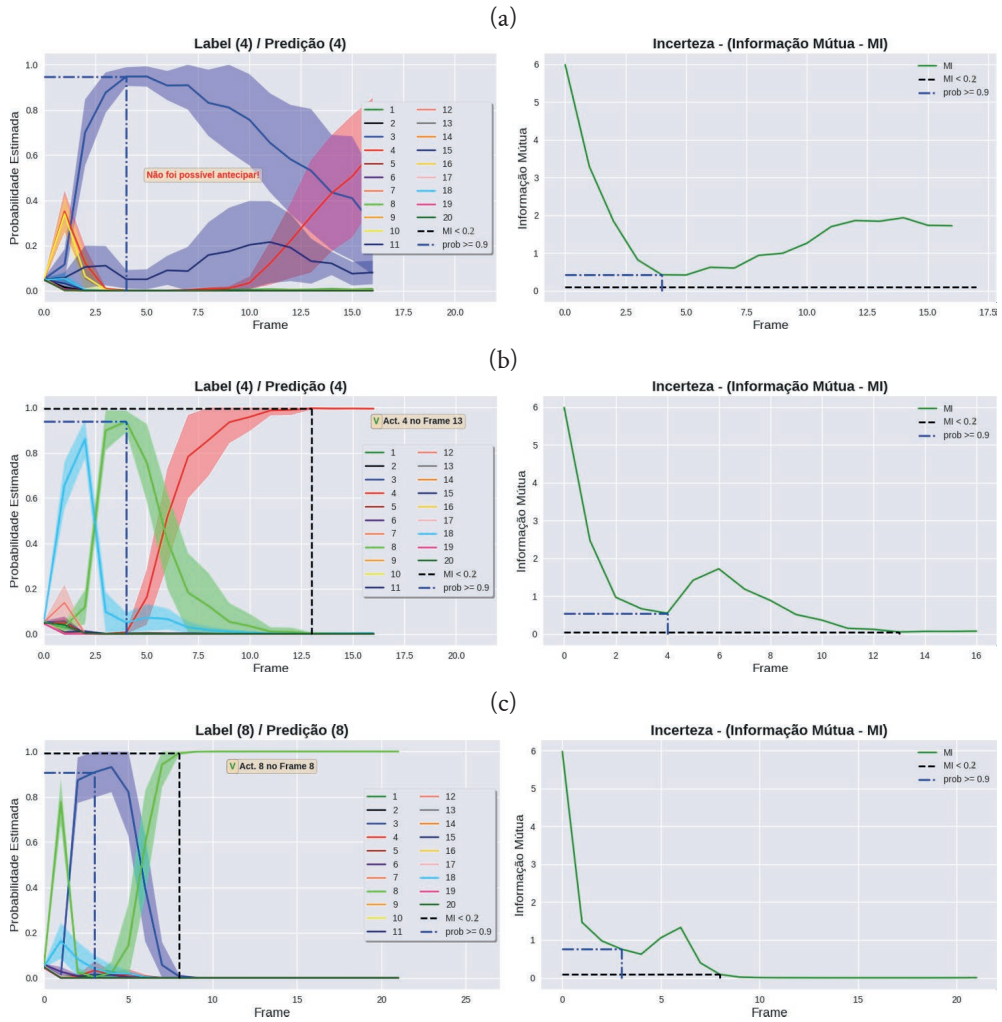 (a)
Label (4) / Predição (4)
Probabilidade Estimada
1.0
0.8
0.6
0.4
0.2
0.0
Não foi possível antecipar!
1
2
3
4
5
6
7
8
9
10
11
12
13
14
15
16
17
18
19
20
MI < 0.2
prob >= 0.9
0.0 2.5 5.0 7.5 10.0 12.5 15.0 17.5 20.0
Frame
Incerteza - (Informação Mútua - MI)
Informação Mútua
6
5
4
3
2
1
0
MI
MI < 0.2
prob >= 0.9
0.0 2.5 5.0 7.5 10.0 12.5 15.0 17.5
Frame
(b)
Label (4) / Predição (4)
Probabilidade Estimada
1.0
0.8
0.6
0.4
0.2
0.0
V Act. 4 no Frame 13
1
2
3
4
5
6
7
8
9
10
11
12
13
14
15
16
17
18
19
20
MI < 0.2
prob >= 0.9
0.0 2.5 5.0 7.5 10.0 12.5 15.0 17.5 20.0
Frame
Incerteza - (Informação Mútua - MI)
Informação Mútua
6
5
4
3
2
1
0
MI
MI < 0.2
prob >= 0.9
0 2 4 6 8 10 12 14 16
Frame
(c)
Label (8) / Predição (8)
Probabilidade Estimada
1.0
0.8
0.6
0.4
0.2
0.0
V Act. 8 no Frame 8
1
2
3
4
5
6
7
8
9
10
11
12
13
14
15
16
17
18
19
20
MI < 0.2
prob >= 0.9
0 5 10 15 20 25
Frame
Incerteza - (Informação Mútua - MI)
Informação Mútua
6
5
4
3
2
1
0
MI
MI < 0.2
prob >= 0.9
0 5 10 15 20
Frame